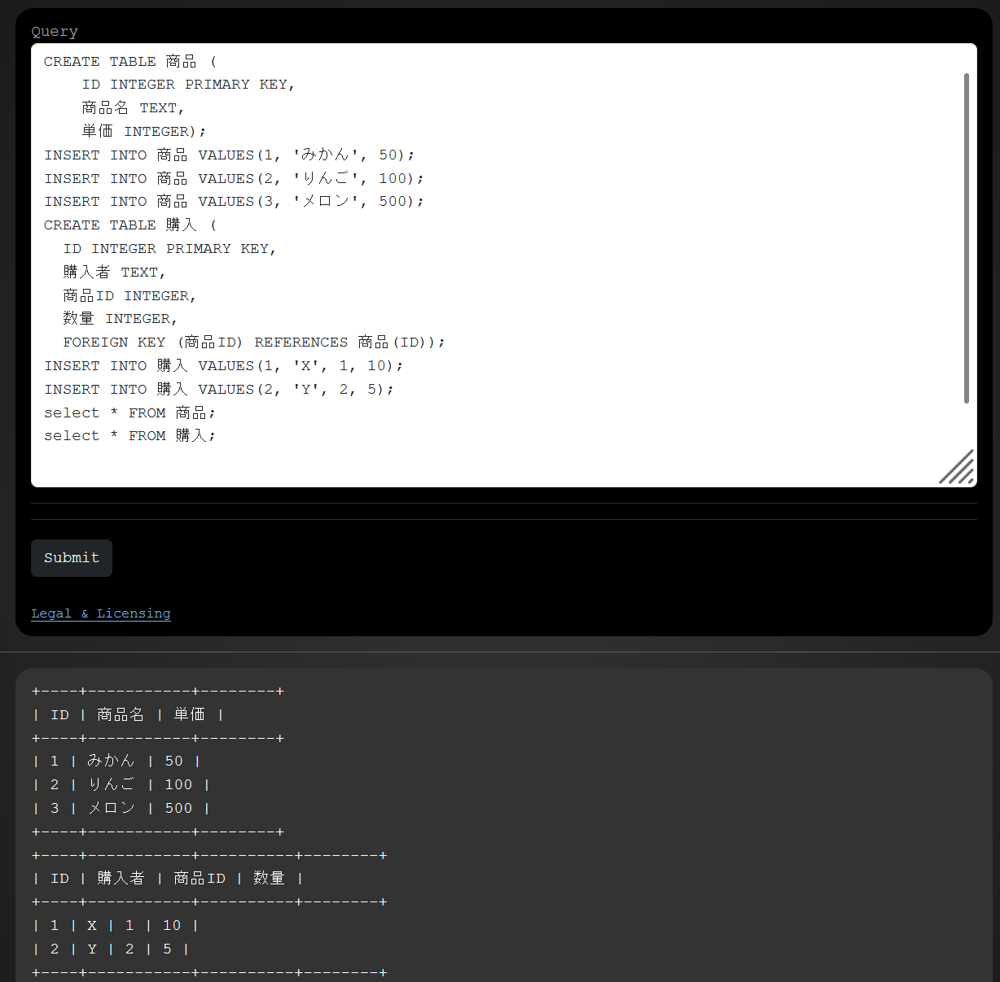 Query
CREATE TABLE 商品 (
    ID INTEGER PRIMARY KEY,
    商品名 TEXT,
    単価 INTEGER);
INSERT INTO 商品 VALUES(1, 'みかん', 50);
INSERT INTO 商品 VALUES(2, 'りんご', 100);
INSERT INTO 商品 VALUES(3, 'メロン', 500);
CREATE TABLE 購入 (
  ID INTEGER PRIMARY KEY,
  購入者 TEXT,
  商品ID INTEGER,
  数量 INTEGER,
  FOREIGN KEY (商品ID) REFERENCES 商品(ID));
INSERT INTO 購入 VALUES(1, 'X', 1, 10);
INSERT INTO 購入 VALUES(2, 'Y', 2, 5);
select * FROM 商品;
select * FROM 購入;
Submit
Legal & Licensing
+----+-----------+--------+
| ID | 商品名 | 単価 |
+----+-----------+--------+
| 1 | みかん | 50 |
| 2 | りんご | 100 |
| 3 | メロン | 500 |
+----+-----------+--------+
+----+-----------+----------+--------+
| ID | 購入者 | 商品ID | 数量 |
+----+-----------+----------+--------+
| 1 | X | 1 | 10 |
| 2 | Y | 2 | 5 |
+----+-----------+----------+--------+